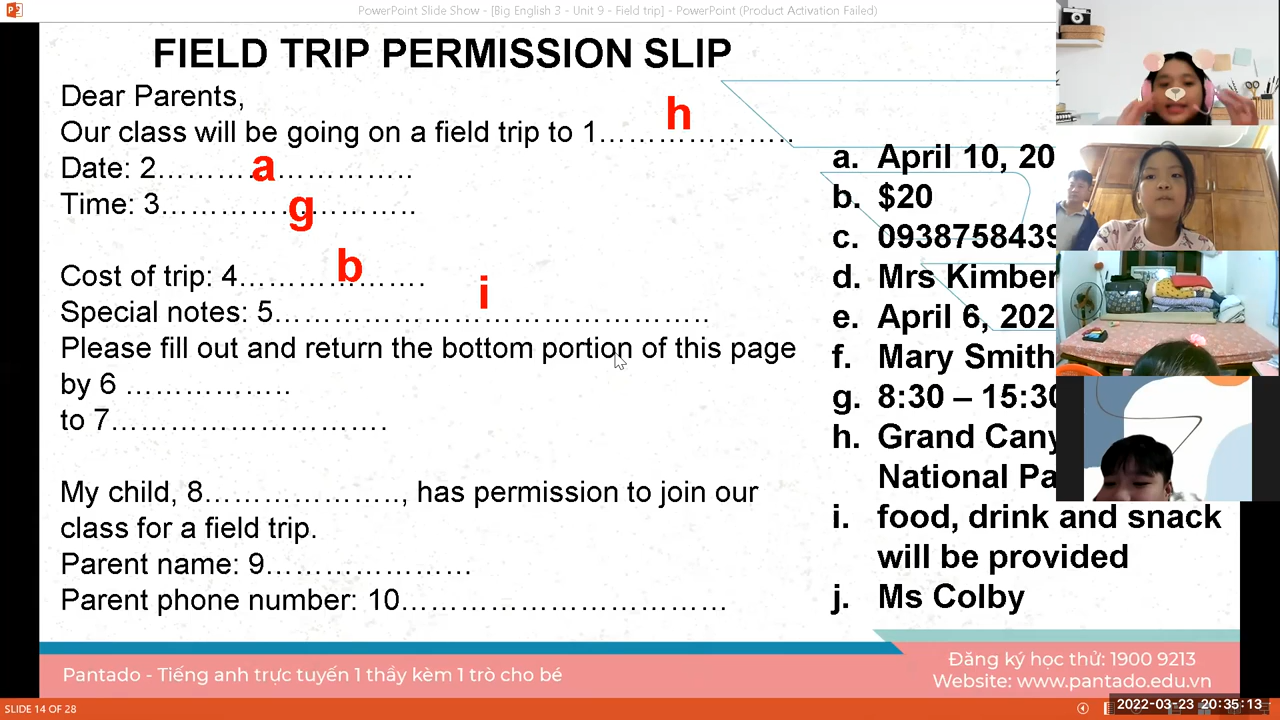 PowerPoint Slide Show - [Big English 3 - Unit 9 - Field trip] - PowerPoint (Product Activation Failed)
FIELD TRIP PERMISSION SLIP
Dear Parents,
Our class will be going on a field trip to 1………………….. h
Date: 2…………………….. a
Time: 3…………………….. g
Cost of trip: 4………………. b
Special notes: 5…………………………………….. i
Please fill out and return the bottom portion of this page
by 6 ……………..
to 7……………………….
My child, 8……………….., has permission to join our
class for a field trip.
Parent name: 9…………………
Parent phone number: 10……………………………
a. April 10, 20
b. $20
c. 0938758439
d. Mrs Kimber
e. April 6, 202
f. Mary Smith
g. 8:30 – 15:30
h. Grand Cany
National Pa
i. food, drink and snack
will be provided
j. Ms Colby
Pantado - Tiếng anh trực tuyến 1 thầy kèm 1 trò cho bé
Đăng ký học thử: 1900 9213
Website: www.pantado.edu.vn
SLIDE 14 OF 28
2022-03-23 20:35:13